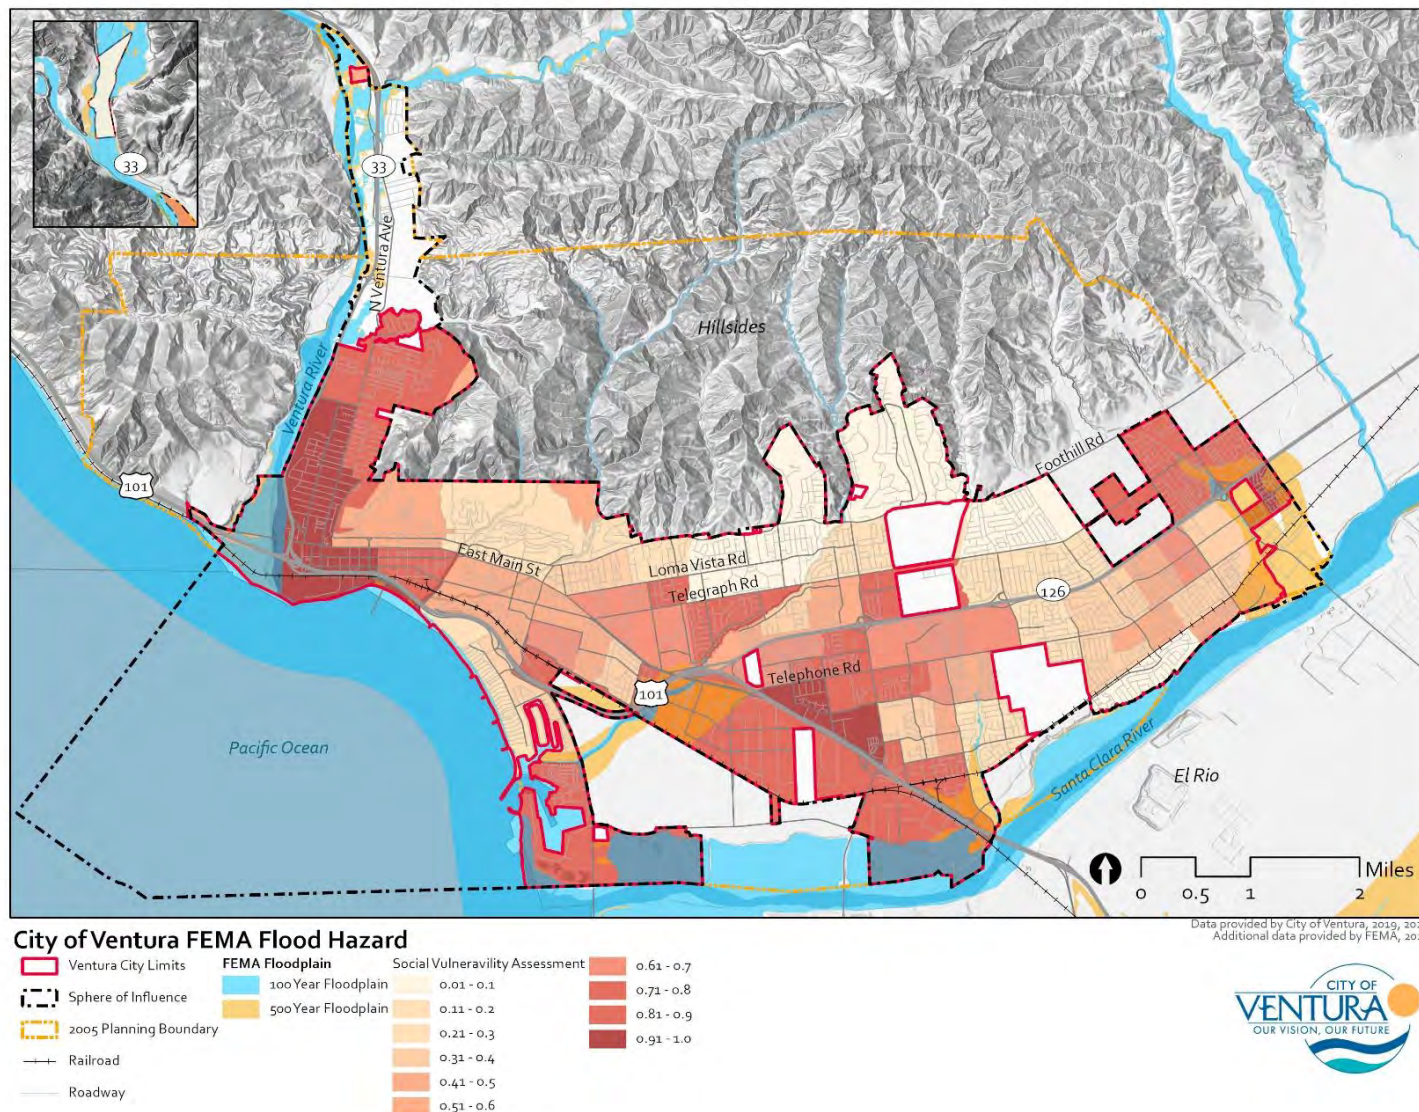 33
33
N Ventura Ave
Hillsides
Ventura River
Foothill Rd
101
East Main St
Loma Vista Rd
Telegraph Rd
126
Telephone Rd
101
Pacific Ocean
Santa Clara River
El Rio
Miles
0 0.5 1 2
Data provided by City of Ventura, 2019,
Additional data provided by FEMA,
City of Ventura FEMA Flood Hazard
Ventura City Limits
Sphere of Influence
2005 Planning Boundary
Railroad
Roadway
FEMA Floodplain
100 Year Floodplain
500 Year Floodplain
Social Vulneravility Assessment
0.01 - 0.1
0.11 - 0.2
0.21 - 0.3
0.31 - 0.4
0.41 - 0.5
0.51 - 0.6
0.61 - 0.7
0.71 - 0.8
0.81 - 0.9
0.91 - 1.0
CITY OF
VENTURA
OUR VISION, OUR FUTURE